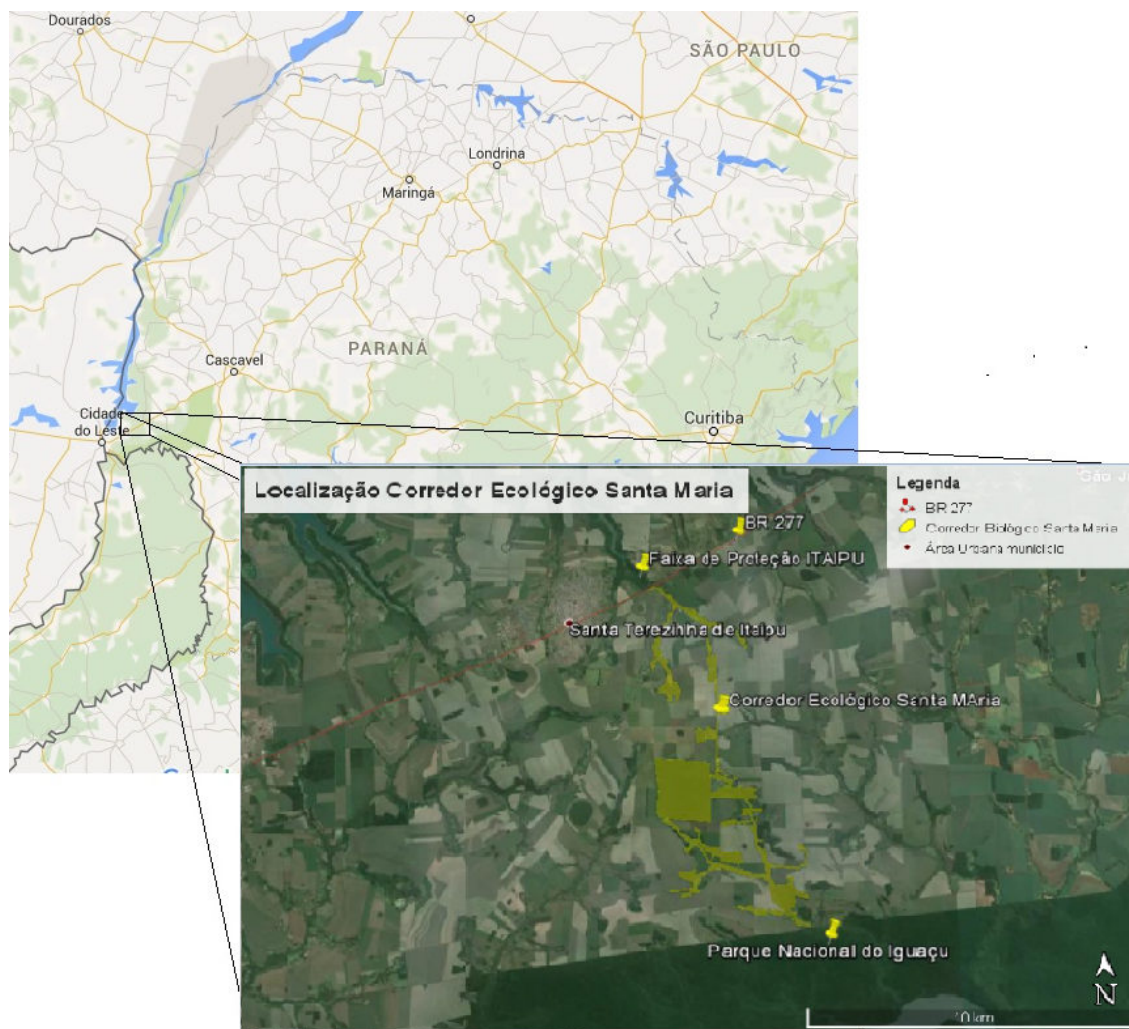 Dourados
SÃO PAULO
Londrina
Maringá
PARANÁ
Cascavel
Cidade
do Leste
Curitiba
Localização Corredor Ecológico Santa Maria
Legenda
BR 277
Corredor Biológico Santa Maria
Área Urbana município
BR 277
Faixa de Proteção ITAIPU
Santa Terezinha de Itaipu
Corredor Ecológico Santa MAria
Parque Nacional do Iguaçu
N
10 km